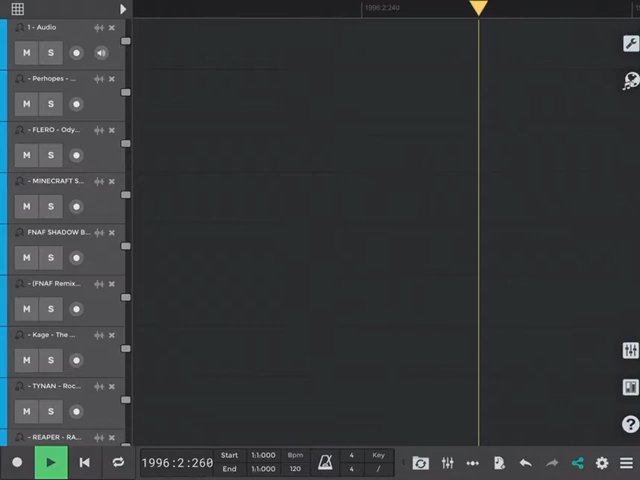 1996:2:240
1 - Audio
M S
- Perhopes - ...
M S
- FLERO - Ody...
M S
- MINECRAFT S...
M S
FNAF SHADOW B...
M S
- (FNAF Remix...
M S
- Kage - The ...
M S
- TYNAN - Roc...
M S
- REAPER - RA...
1996:2:260
Start 1:1:000 Bpm 4 Key
End 1:1:000 120 4 /
?